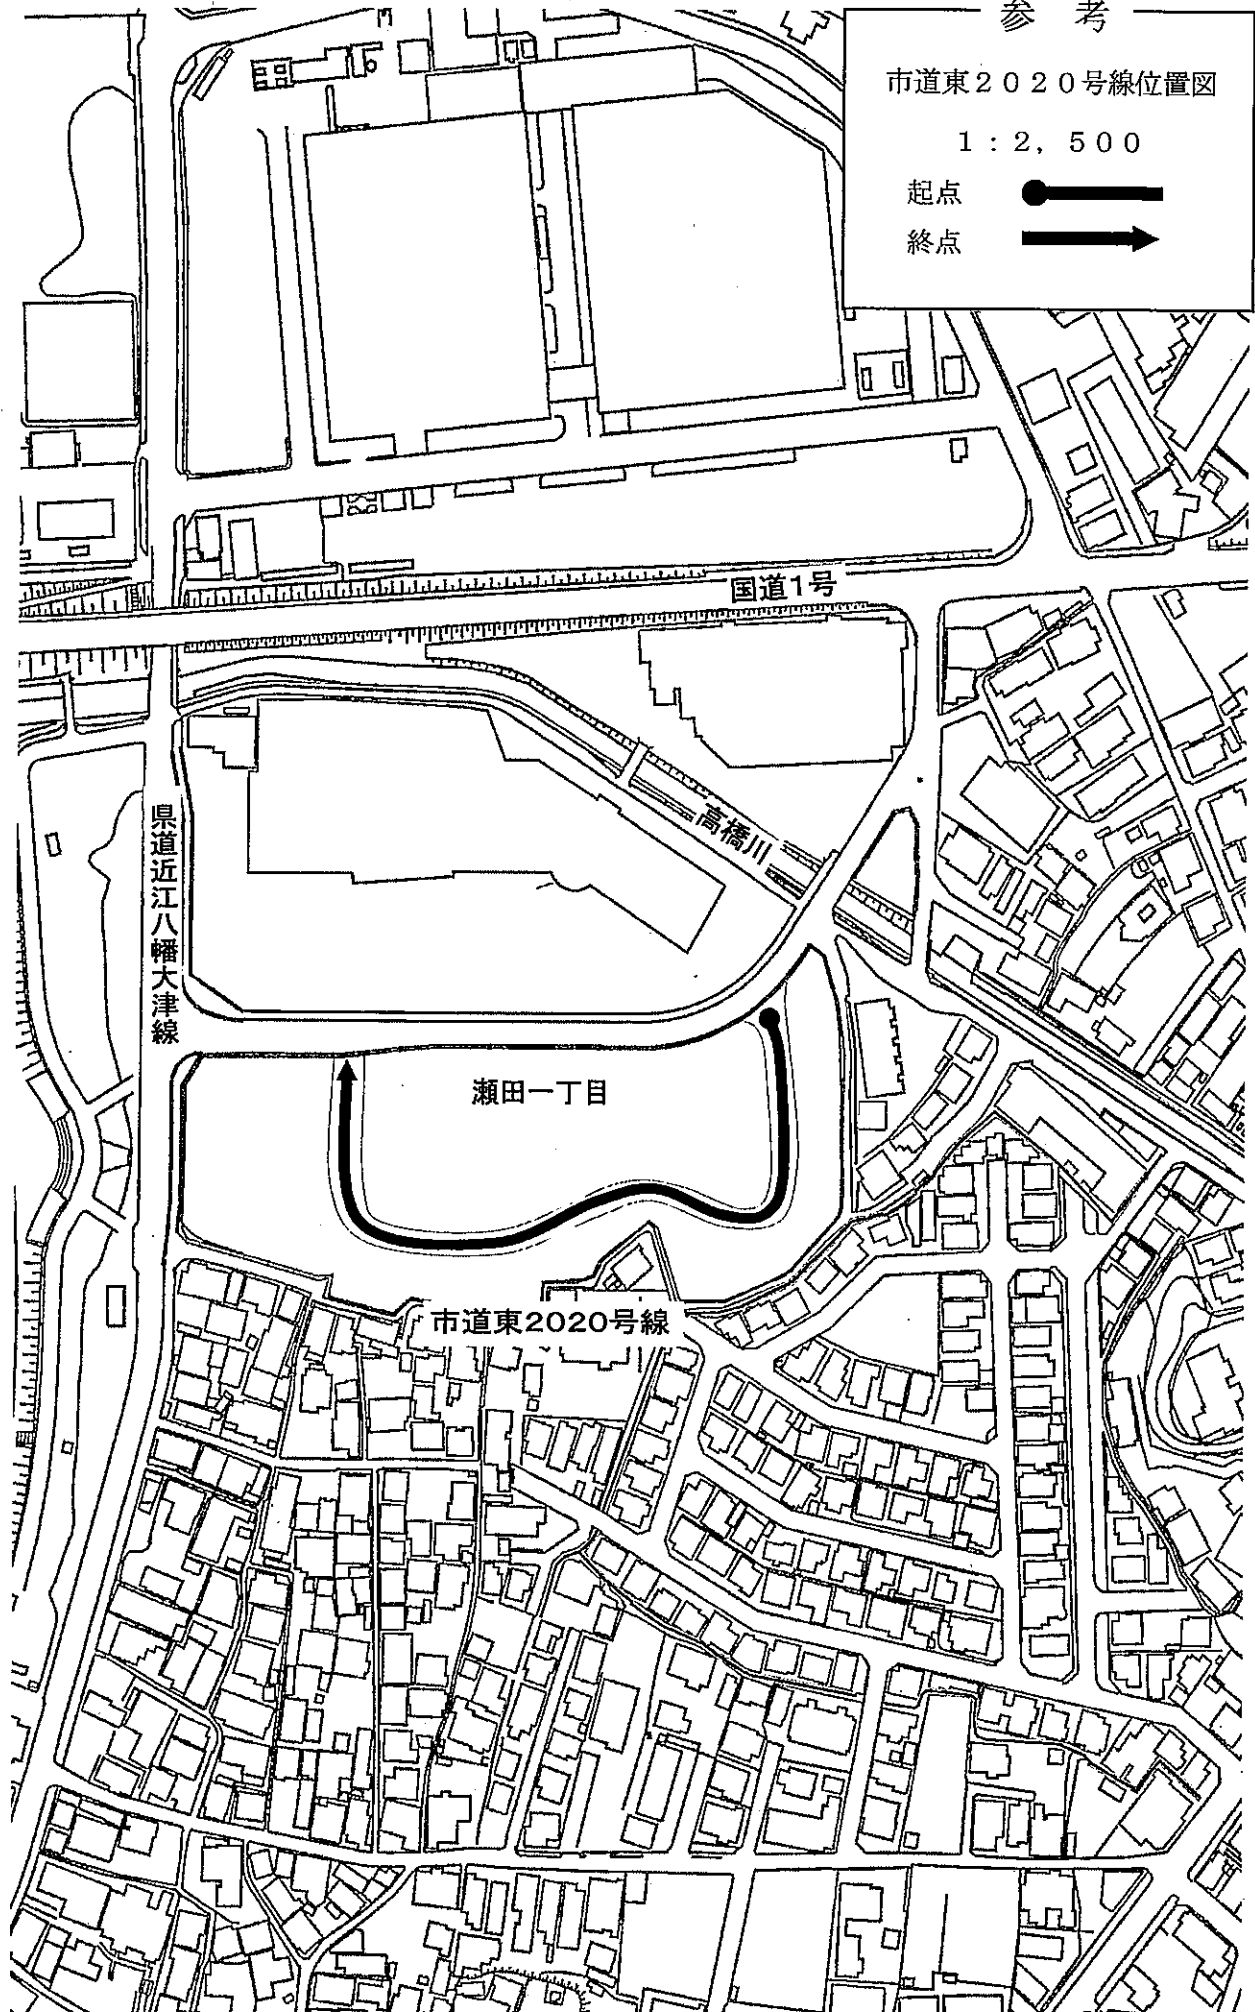 参 考
市道東2020号線位置図
1:2,500
起点
終点
国道1号
高橋川
県道近江八幡大津線
瀬田一丁目
市道東2020号線